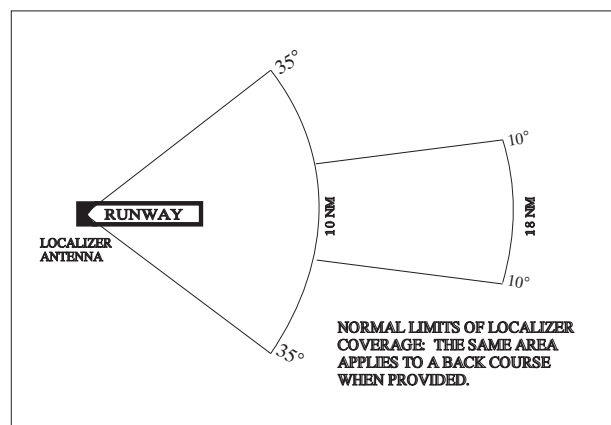 35°
10°
RUNWAY
10 NM
18 NM
LOCALIZER
ANTENNA
10°
35°
NORMAL LIMITS OF LOCALIZER
COVERAGE: THE SAME AREA
APPLIES TO A BACK COURSE
WHEN PROVIDED.